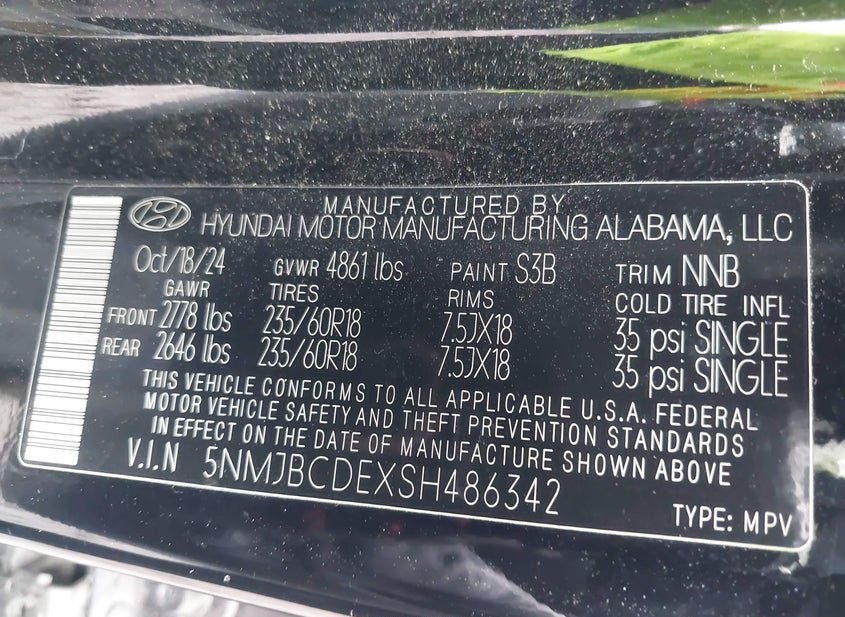 MANUFACTURED BY
HYUNDAI MOTOR MANUFACTURING ALABAMA, LLC
Oct/18/24 GVWR 4861 lbs PAINT S3B TRIM NNB
GAWR TIRES RIMS COLD TIRE INFL
FRONT 2778 lbs 235/60R18 7.5JX18 35 psi SINGLE
REAR 2646 lbs 235/60R18 7.5JX18 35 psi SINGLE
THIS VEHICLE CONFORMS TO ALL APPLICABLE U.S.A. FEDERAL
MOTOR VEHICLE SAFETY AND THEFT PREVENTION STANDARDS
IN EFFECT ON THE DATE OF MANUFACTURE SHOWN ABOVE
V.I.N 5NMJBCDEXSH486342
TYPE: MPV